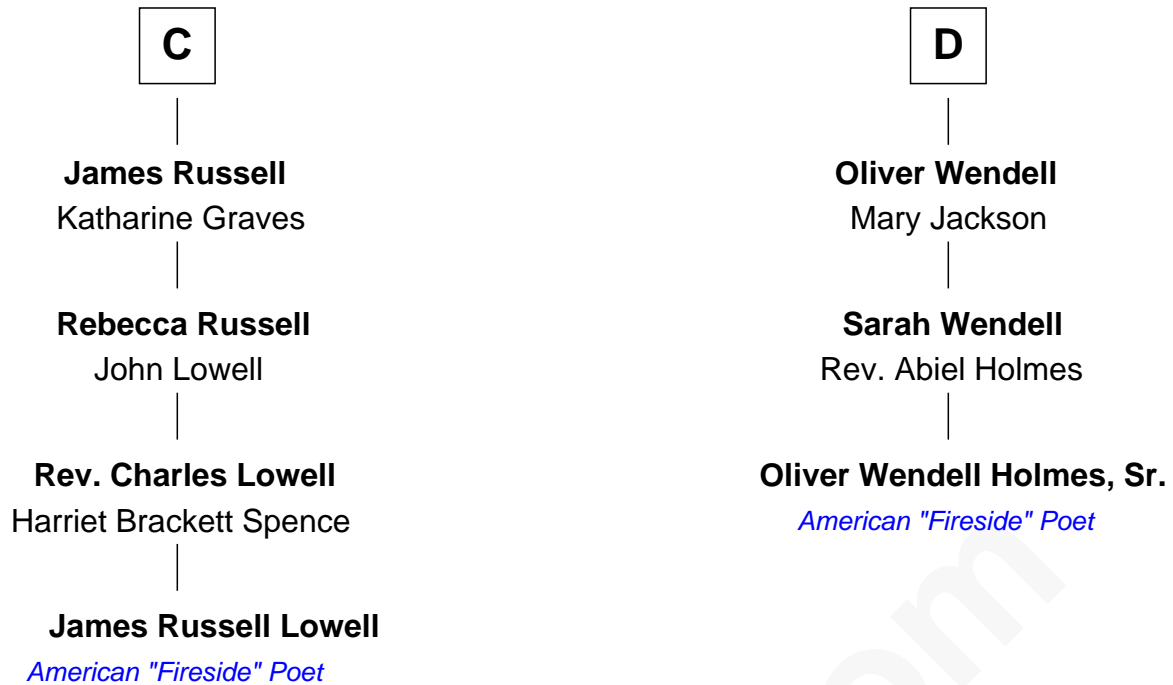 C
James Russell
Katharine Graves
Rebecca Russell
John Lowell
Rev. Charles Lowell
Harriet Brackett Spence
James Russell Lowell
American "Fireside" Poet
D
Oliver Wendell
Mary Jackson
Sarah Wendell
Rev. Abiel Holmes
Oliver Wendell Holmes, Sr.
American "Fireside" Poet
om